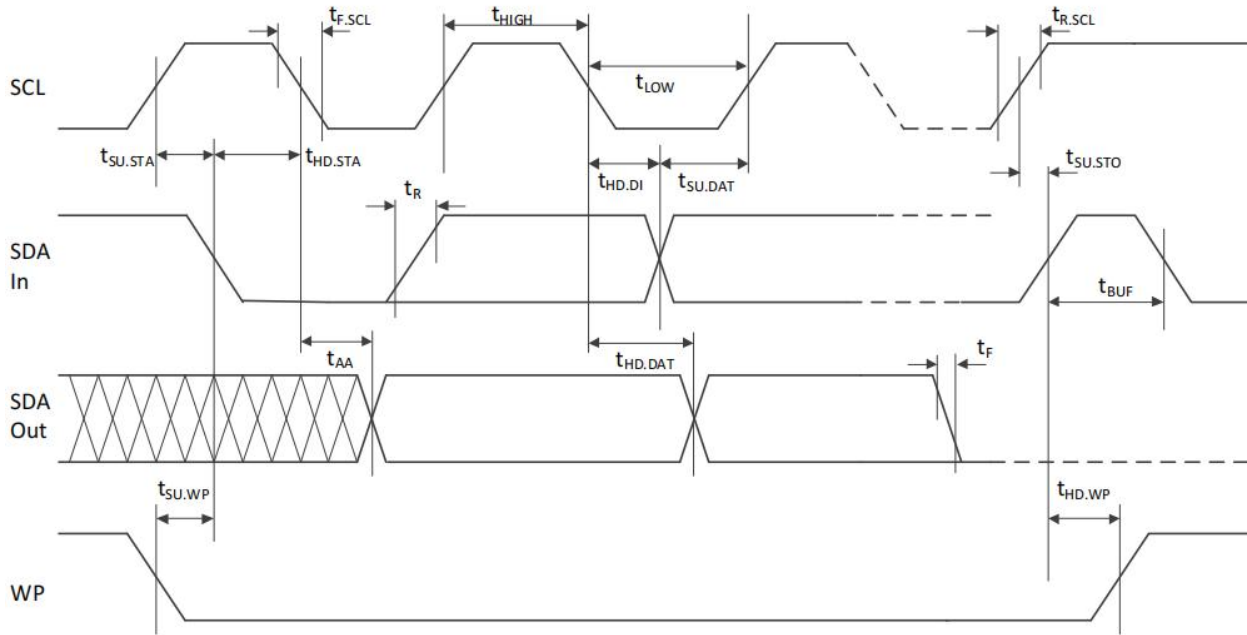 tF.SCL tHIGH tR.SCL
SCL
tLOW
tSU.STA tHD.STA tHD.DI tSU.DAT tSU.STO
tR
SDA
In
tBUF
tAA tHD.DAT tF
SDA
Out
tSU.WP tHD.WP
WP